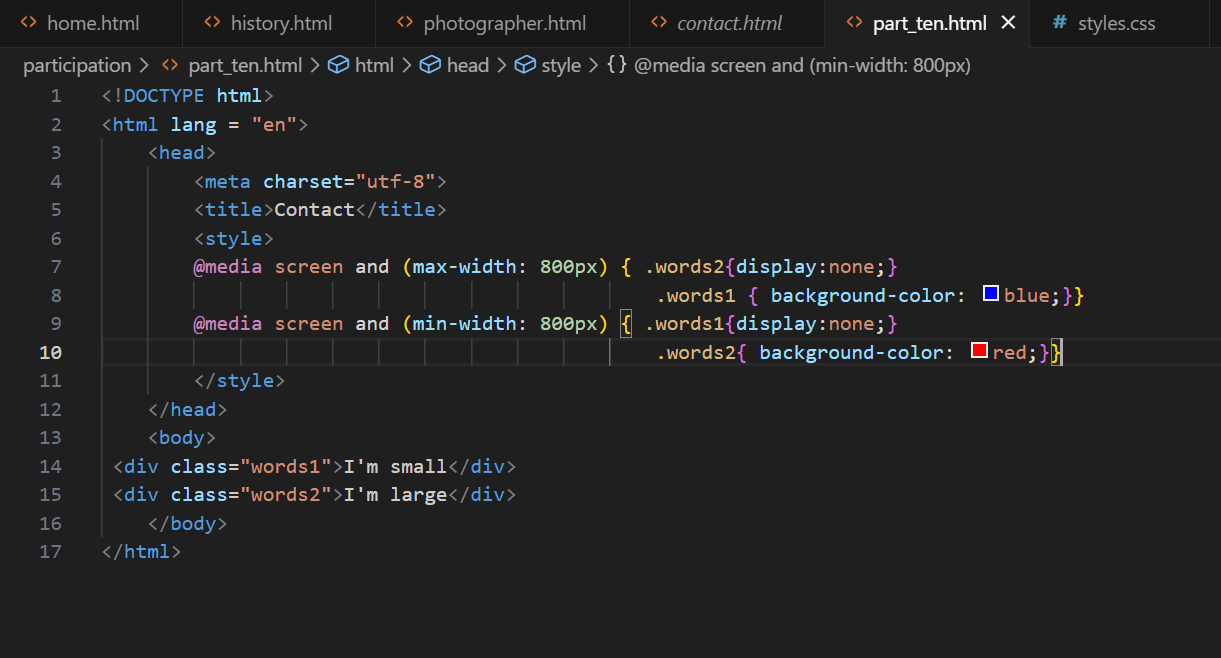 home.html history.html photographer.html contact.html part_ten.html styles.css
participation > part_ten.html > html > head > style > {} @media screen and (min-width: 800px)
1 <!DOCTYPE html>
2 <html lang = "en">
3 <head>
4 <meta charset="utf-8">
5 <title>Contact</title>
6 <style>
7 @media screen and (max-width: 800px) { .words2{display:none;}
8 .words1 { background-color: blue;}}
9 @media screen and (min-width: 800px) { .words1{display:none;}
10 .words2{ background-color: red;}}
11 </style>
12 </head>
13 <body>
14 <div class="words1">I'm small</div>
15 <div class="words2">I'm large</div>
16 </body>
17 </html>